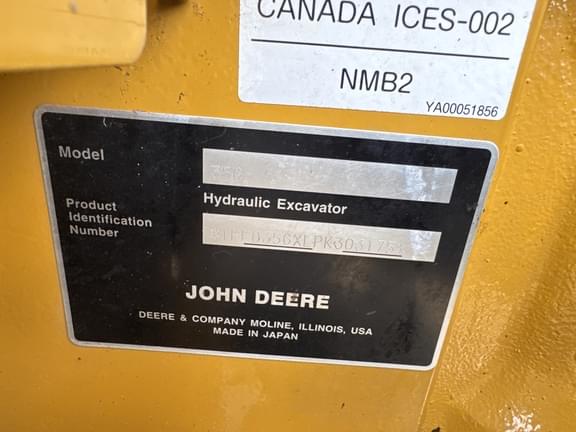 CANADA ICES-002
NMB2
YA00051856
Model
Hydraulic Excavator
Product
Identification
Number
JOHN DEERE
DEERE & COMPANY MOLINE, ILLINOIS, USA
MADE IN JAPAN